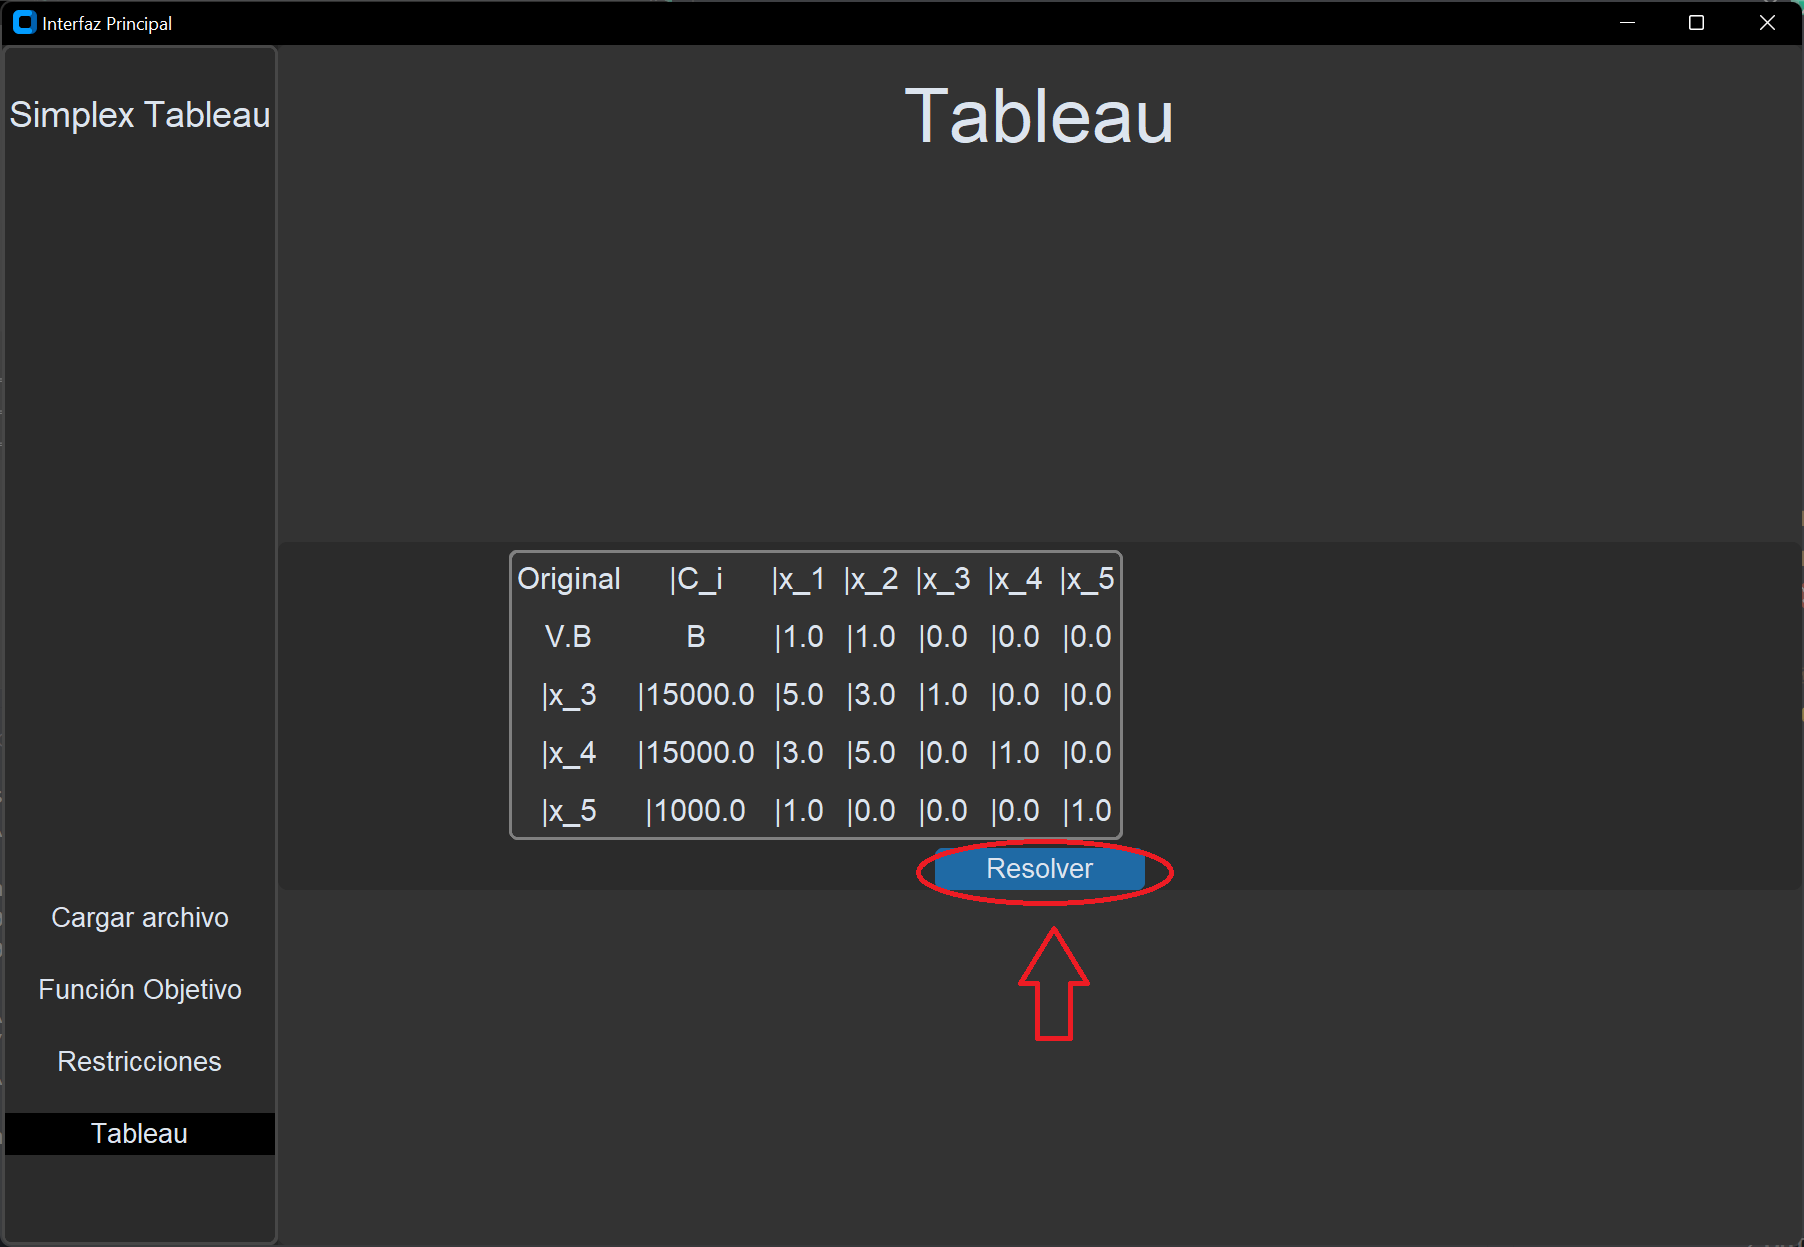 Interfaz Principal
Simplex Tableau
Tableau
Original |C_i |x_1 |x_2 |x_3 |x_4 |x_5
V.B B |1.0 |1.0 |0.0 |0.0 |0.0
|x_3 |15000.0 |5.0 |3.0 |1.0 |0.0 |0.0
|x_4 |15000.0 |3.0 |5.0 |0.0 |1.0 |0.0
|x_5 |1000.0 |1.0 |0.0 |0.0 |0.0 |1.0
Resolver
Cargar archivo
Función Objetivo
Restricciones
Tableau